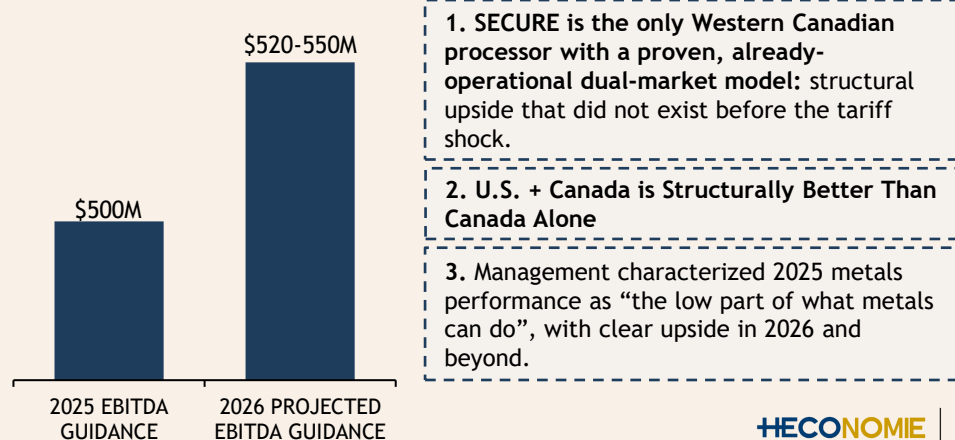 $520-550M
$500M
2025 EBITDA
GUIDANCE
2026 PROJECTED
EBITDA GUIDANCE
1. SECURE is the only Western Canadian
processor with a proven, already-
operational dual-market model: structural
upside that did not exist before the tariff
shock.
2. U.S. + Canada is Structurally Better Than
Canada Alone
3. Management characterized 2025 metals
performance as “the low part of what metals
can do”, with clear upside in 2026 and
beyond.
HECONOMIE